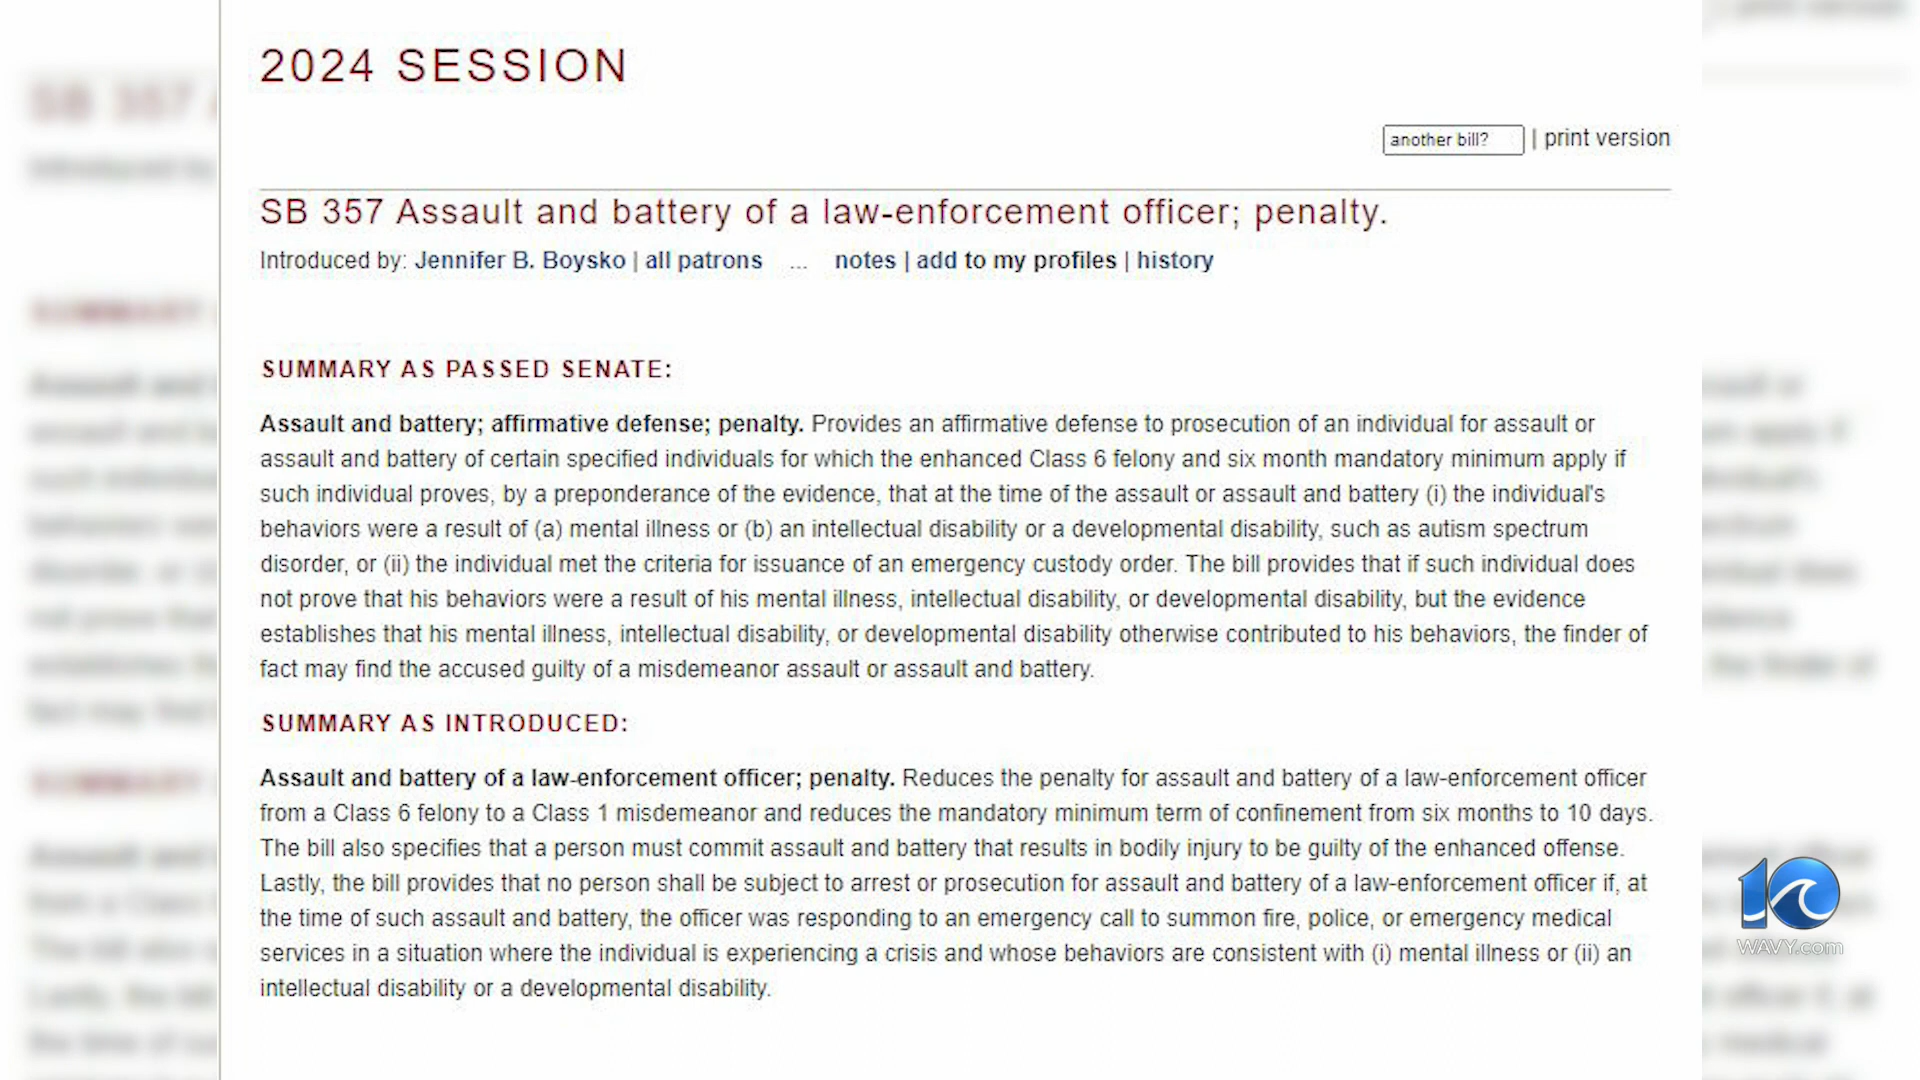 2024 SESSION
another bill? | print version
SB 357 Assault and battery of a law-enforcement officer; penalty.
Introduced by: Jennifer B. Boysko | all patrons ... notes | add to my profiles | history
SUMMARY AS PASSED SENATE:
Assault and battery; affirmative defense; penalty. Provides an affirmative defense to prosecution of an individual for assault or
assault and battery of certain specified individuals for which the enhanced Class 6 felony and six month mandatory minimum apply if
such individual proves, by a preponderance of the evidence, that at the time of the assault or assault and battery (i) the individual's
behaviors were a result of (a) mental illness or (b) an intellectual disability or a developmental disability, such as autism spectrum
disorder, or (ii) the individual met the criteria for issuance of an emergency custody order. The bill provides that if such individual does
not prove that his behaviors were a result of his mental illness, intellectual disability, or developmental disability, but the evidence
establishes that his mental illness, intellectual disability, or developmental disability otherwise contributed to his behaviors, the finder of
fact may find the accused guilty of a misdemeanor assault or assault and battery.
SUMMARY AS INTRODUCED:
Assault and battery of a law-enforcement officer; penalty. Reduces the penalty for assault and battery of a law-enforcement officer
from a Class 6 felony to a Class 1 misdemeanor and reduces the mandatory minimum term of confinement from six months to 10 days.
The bill also specifies that a person must commit assault and battery that results in bodily injury to be guilty of the enhanced offense.
Lastly, the bill provides that no person shall be subject to arrest or prosecution for assault and battery of a law-enforcement officer if, at
the time of such assault and battery, the officer was responding to an emergency call to summon fire, police, or emergency medical
services in a situation where the individual is experiencing a crisis and whose behaviors are consistent with (i) mental illness or (ii) an
intellectual disability or a developmental disability.
10
WAVY.com